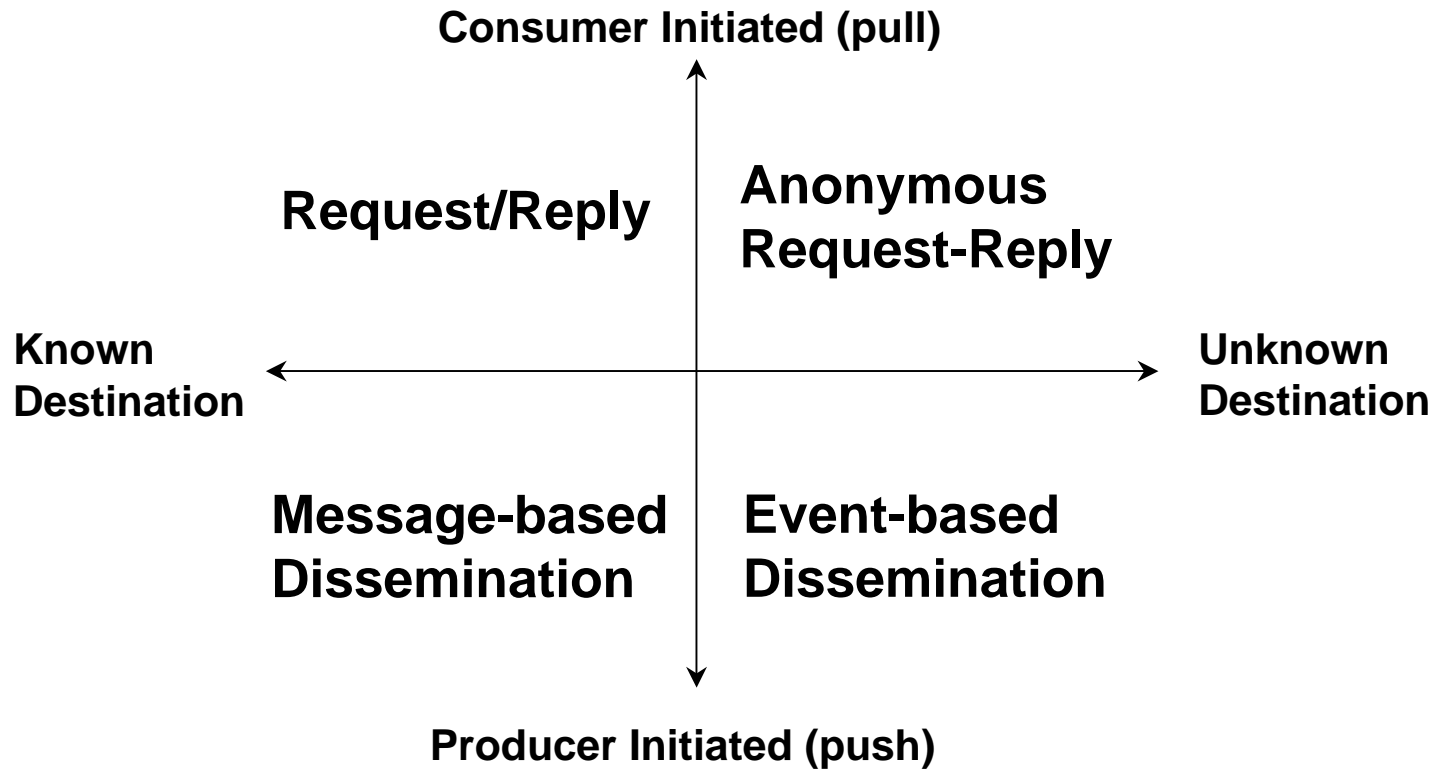 Consumer Initiated (pull)
Request/Reply
Anonymous
Request-Reply
Known
Destination
Unknown
Destination
Message-based
Dissemination
Event-based
Dissemination
Producer Initiated (push)